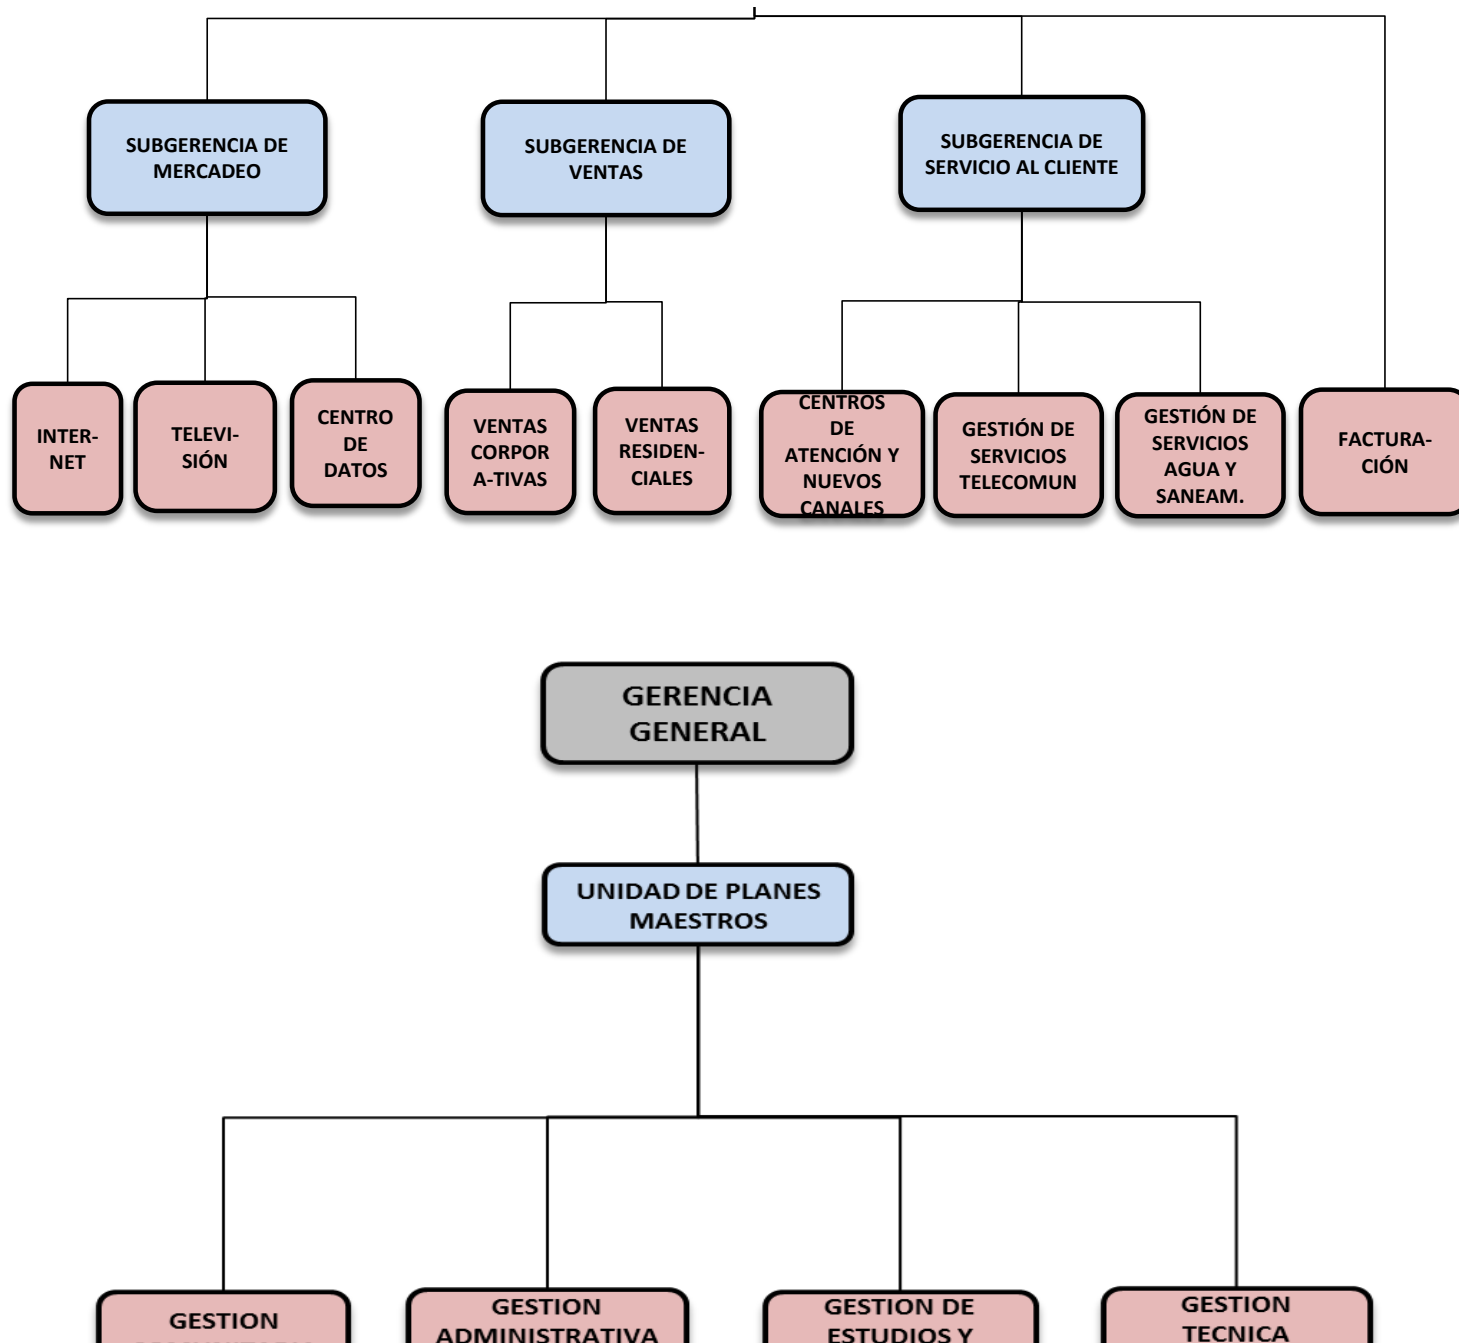 SUBGERENCIA DE
MERCADEO
SUBGERENCIA DE
VENTAS
SUBGERENCIA DE
SERVICIO AL CLIENTE
INTER-
NET
TELEVI-
SIÓN
CENTRO
DE
DATOS
VENTAS
CORPOR
A-TIVAS
VENTAS
RESIDEN-
CIALES
CENTROS
DE
ATENCIÓN Y
NUEVOS
CANALES
GESTIÓN DE
SERVICIOS
TELECOMUN
GESTIÓN DE
SERVICIOS
AGUA Y
SANEAM.
FACTURA-
CIÓN
GERENCIA
GENERAL
UNIDAD DE PLANES
MAESTROS
GESTION
GESTION
ADMINISTRATIVA
GESTION DE
ESTUDIOS Y
GESTION
TECNICA